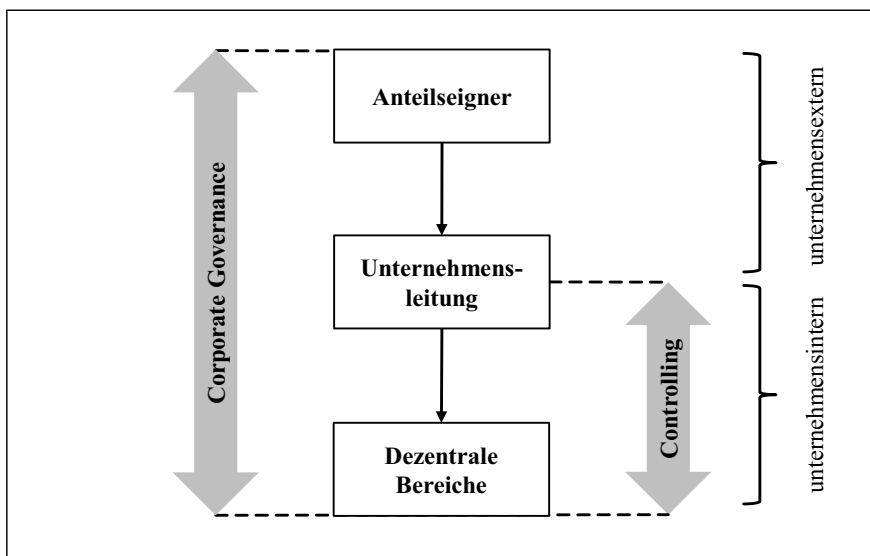 Anteilseigner
Corporate Governance
unternehmensextern
Unternehmens-
leitung
Controlling
unternehmensintern
Dezentrale
Bereiche